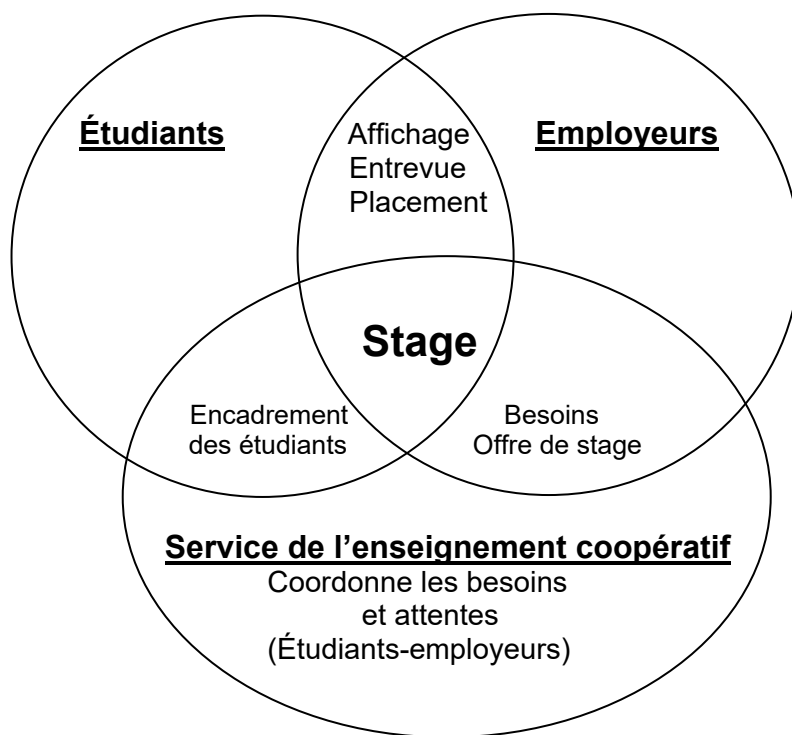 Étudiants
Employeurs
Affichage
Entrevue
Placement
Stage
Encadrement
des étudiants
Besoins
Offre de stage
Service de l’enseignement coopératif
Coordonne les besoins
et attentes
(Étudiants-employeurs)